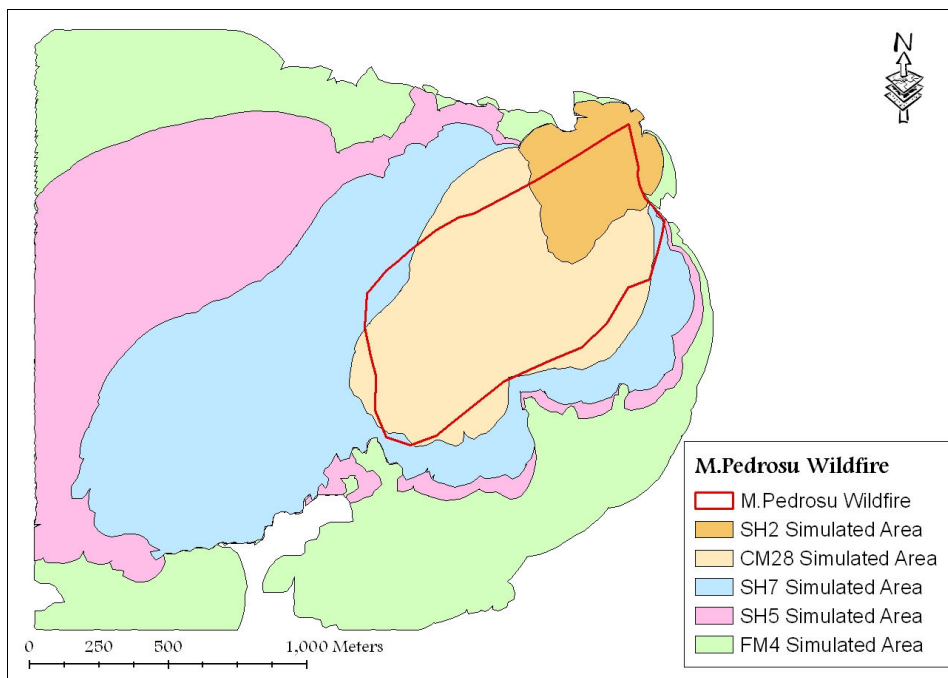 N
M.Pedrosu Wildfire
M.Pedrosu Wildfire
SH2 Simulated Area
CM28 Simulated Area
SH7 Simulated Area
SH5 Simulated Area
FM4 Simulated Area
0 250 500 1,000 Meters